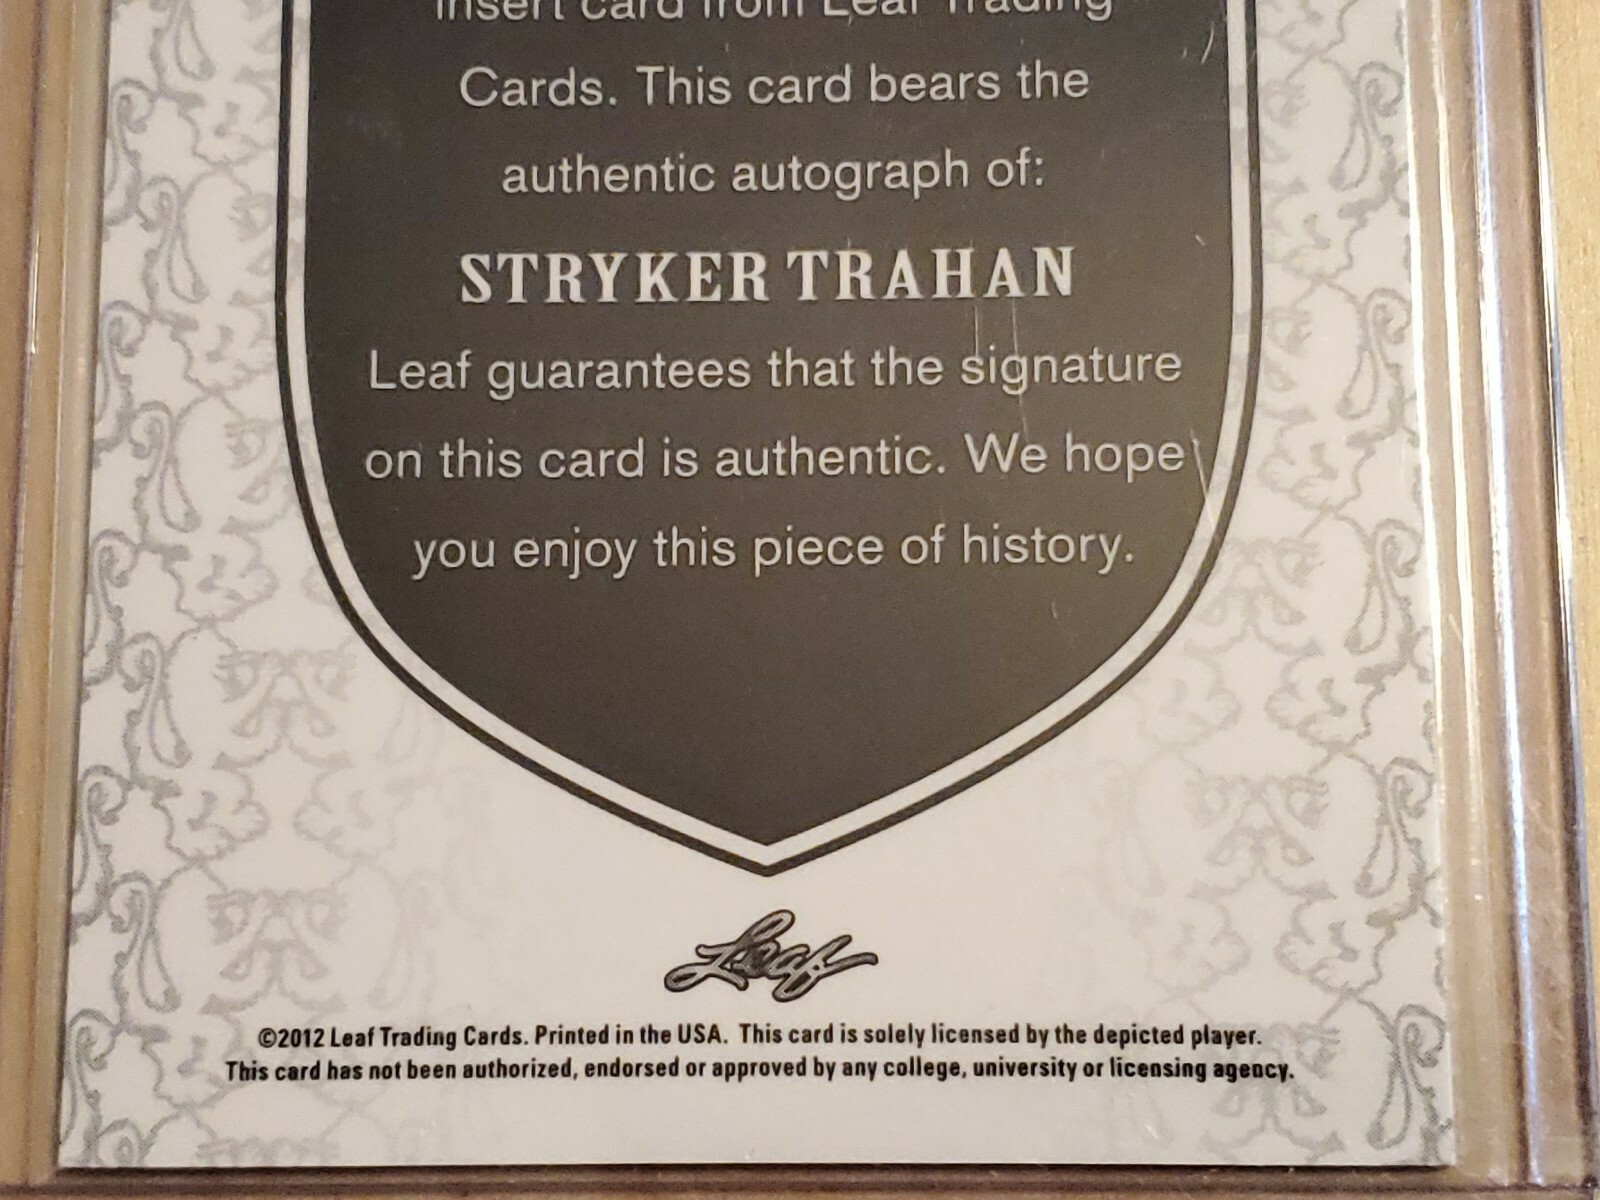 insert card from Leaf Trading
Cards. This card bears the
authentic autograph of:
STRYKER TRAHAN
Leaf guarantees that the signature
on this card is authentic. We hope
you enjoy this piece of history.
Leaf
©2012 Leaf Trading Cards. Printed in the USA. This card is solely licensed by the depicted player.
This card has not been authorized, endorsed or approved by any college, university or licensing agency.